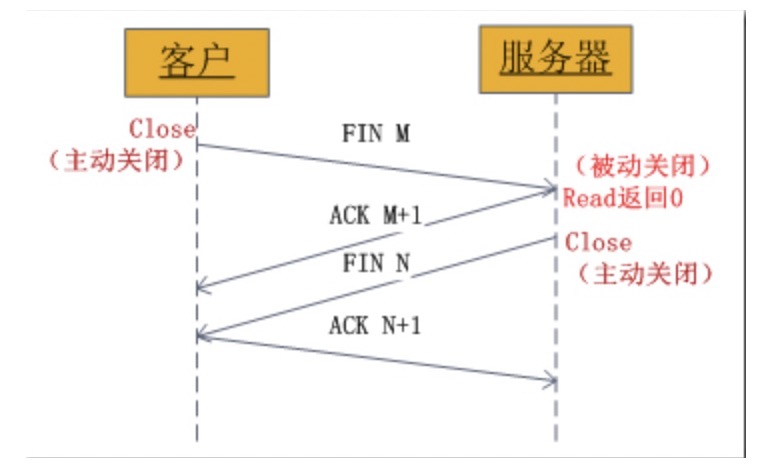 客户
服务器
Close
（主动关闭）
FIN M
（被动关闭）
Read返回0
ACK M+1
Close
（主动关闭）
FIN N
ACK N+1